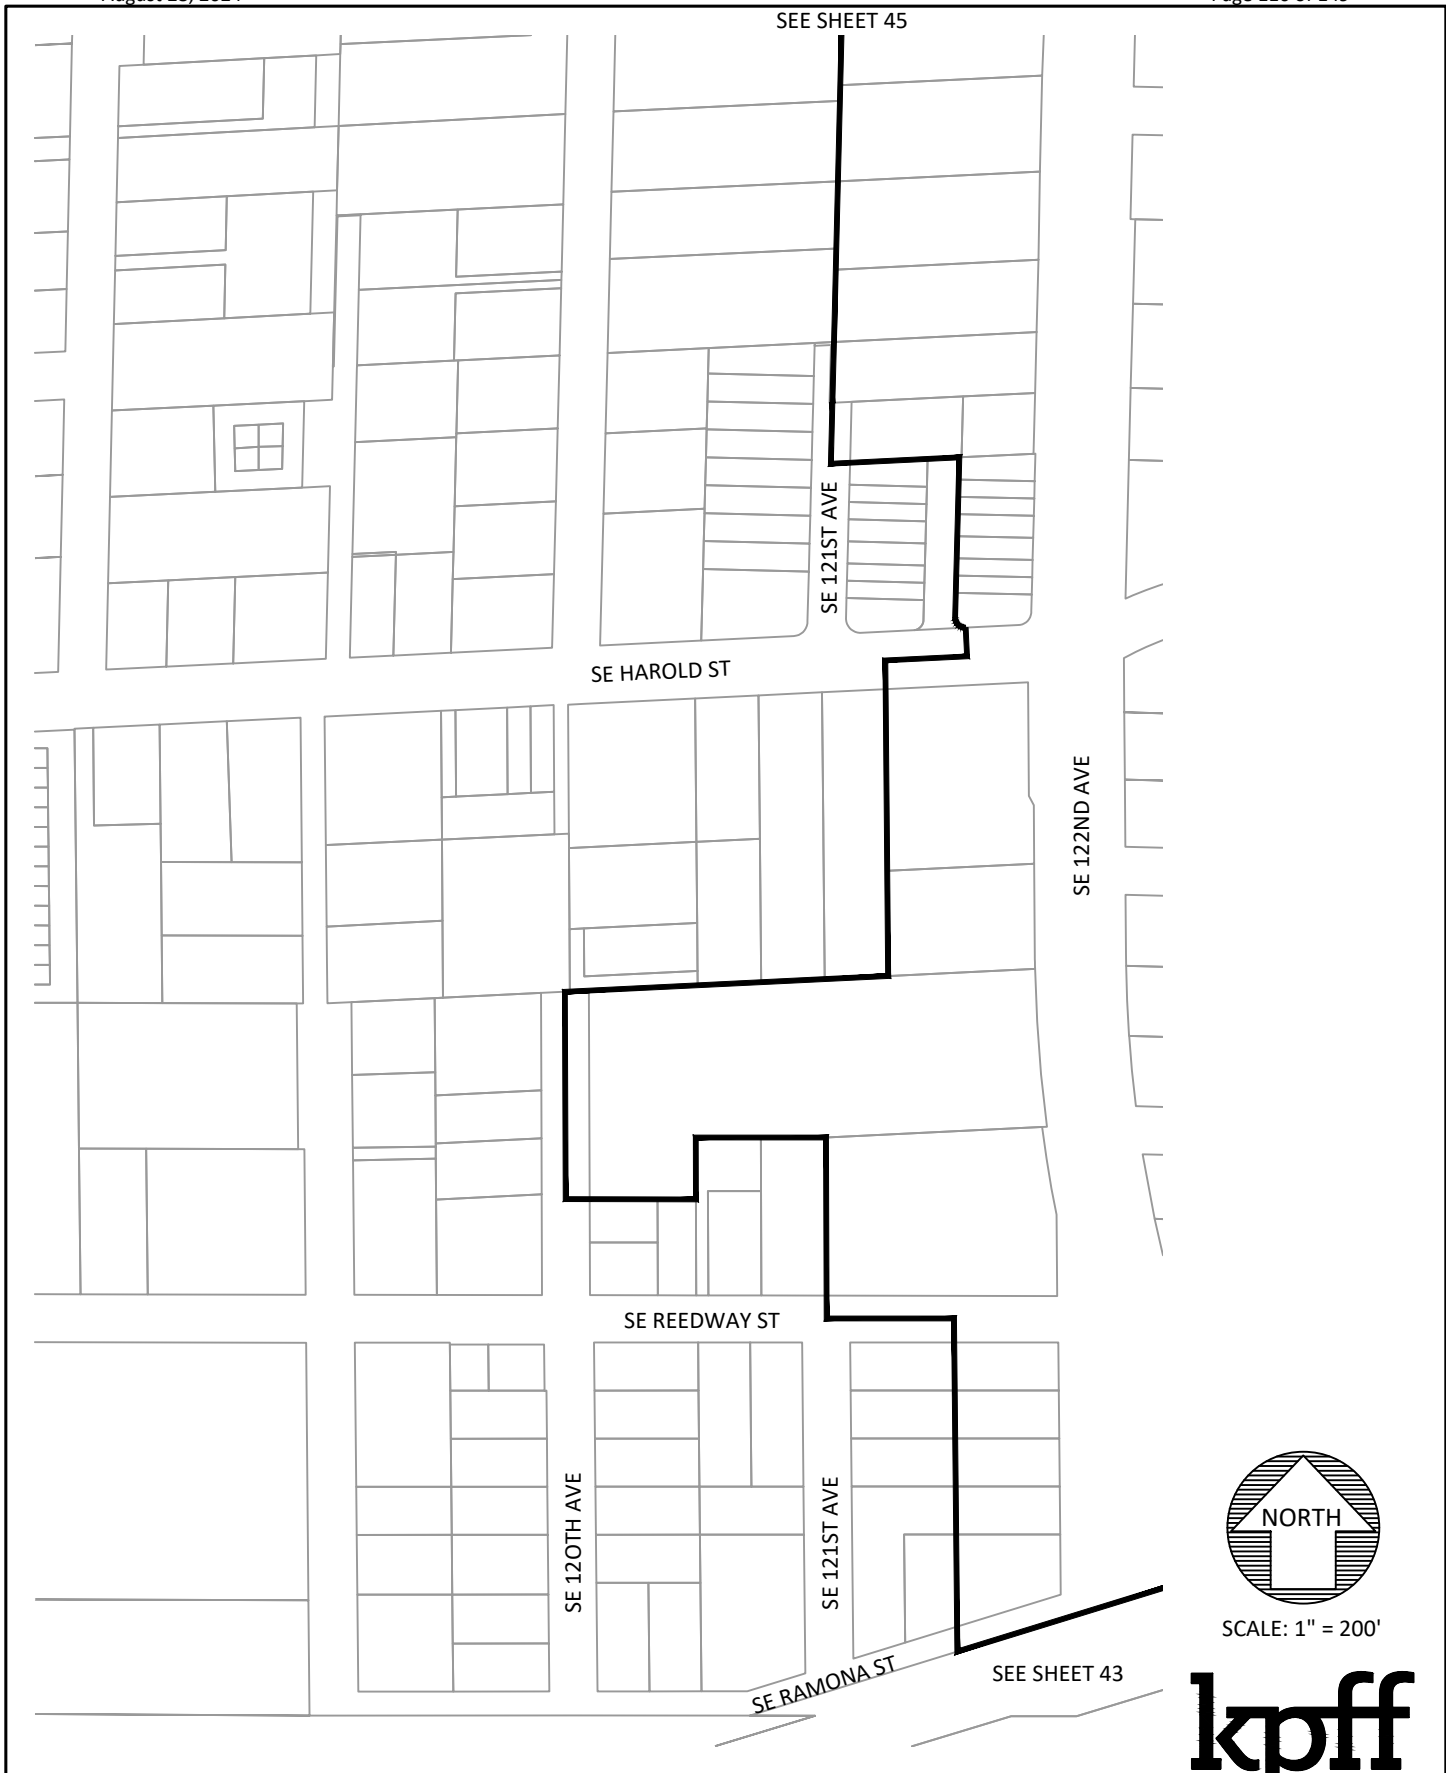 SEE SHEET 45
SE 121ST AVE
SE HAROLD ST
SE 122ND AVE
SE REEDWAY ST
SE 120TH AVE
SE 121ST AVE
NORTH
SCALE: 1" = 200'
SE RAMONA ST
SEE SHEET 43
kpff